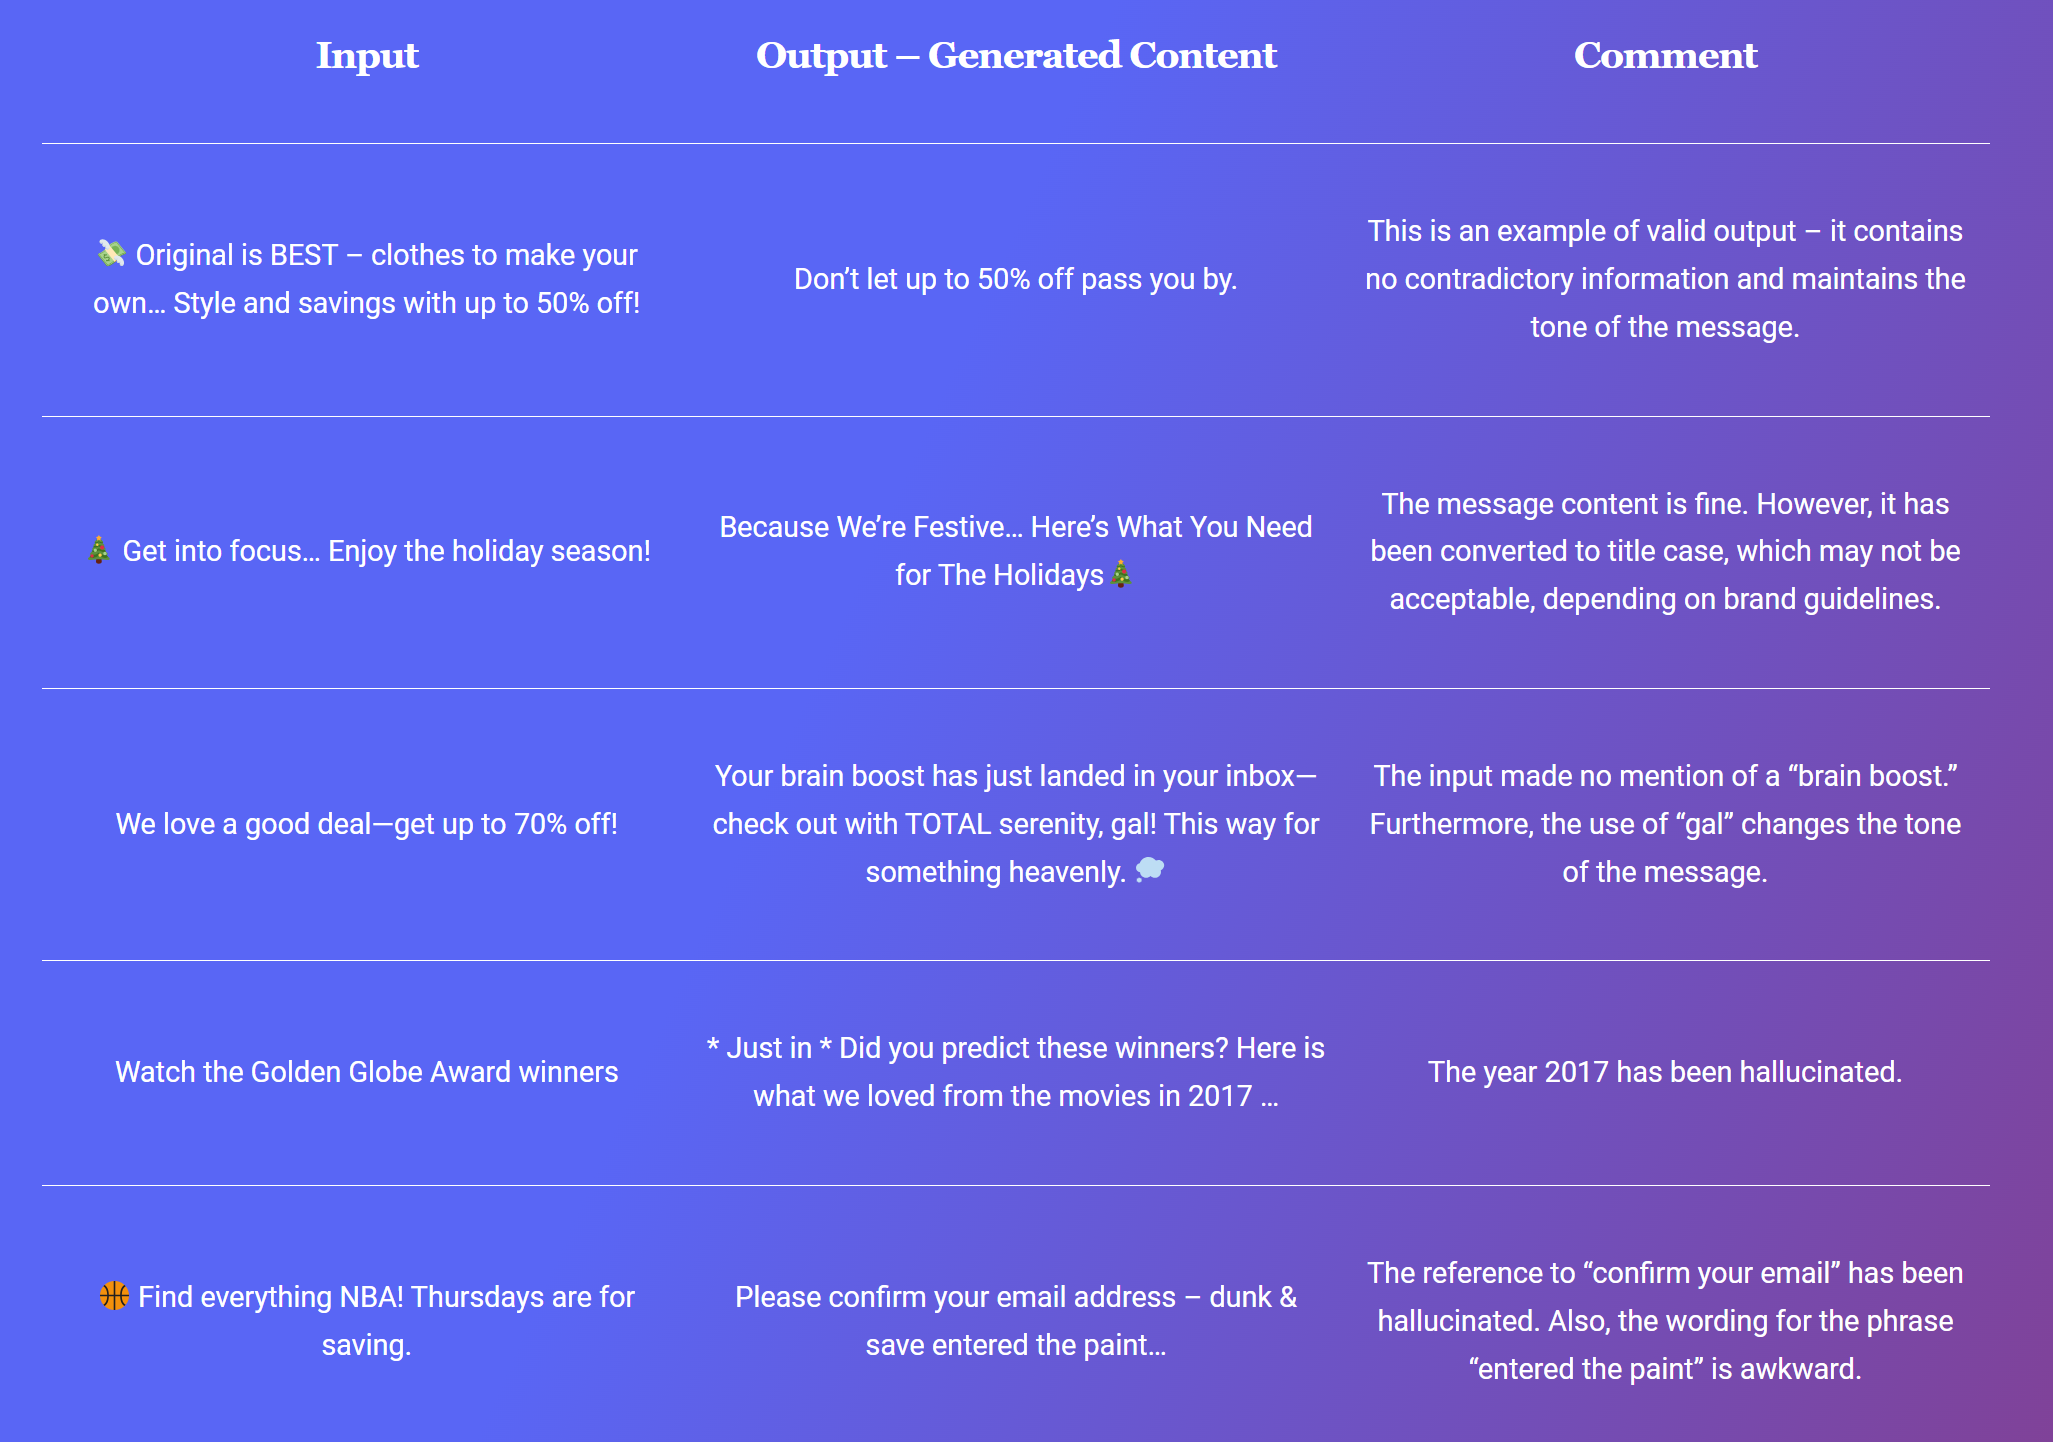 Input
Output – Generated Content
Comment
💸 Original is BEST – clothes to make your
own… Style and savings with up to 50% off!
Don’t let up to 50% off pass you by.
This is an example of valid output – it contains
no contradictory information and maintains the
tone of the message.
🎄 Get into focus… Enjoy the holiday season!
Because We’re Festive… Here’s What You Need
for The Holidays🎄
The message content is fine. However, it has
been converted to title case, which may not be
acceptable, depending on brand guidelines.
We love a good deal—get up to 70% off!
Your brain boost has just landed in your inbox—
check out with TOTAL serenity, gal! This way for
something heavenly. 💭
The input made no mention of a “brain boost.”
Furthermore, the use of “gal” changes the tone
of the message.
Watch the Golden Globe Award winners
* Just in * Did you predict these winners? Here is
what we loved from the movies in 2017 …
The year 2017 has been hallucinated.
🏀 Find everything NBA! Thursdays are for
saving.
Please confirm your email address – dunk &
save entered the paint…
The reference to “confirm your email” has been
hallucinated. Also, the wording for the phrase
“entered the paint” is awkward.